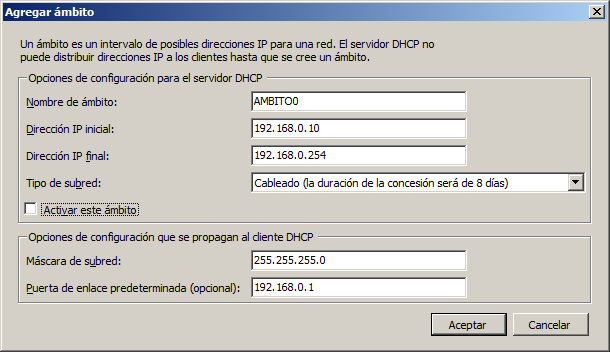 Agregar ámbito
Un ámbito es un intervalo de posibles direcciones IP para una red. El servidor DHCP no
puede distribuir direcciones IP a los clientes hasta que se cree un ámbito.
Opciones de configuración para el servidor DHCP
Nombre de ámbito: AMBITO0
Dirección IP inicial: 192.168.0.10
Dirección IP final: 192.168.0.254
Tipo de subred: Cableado (la duración de la concesión será de 8 días)
Activar este ámbito
Opciones de configuración que se propagan al cliente DHCP
Máscara de subred: 255.255.255.0
Puerta de enlace predeterminada (opcional): 192.168.0.1
Aceptar Cancelar